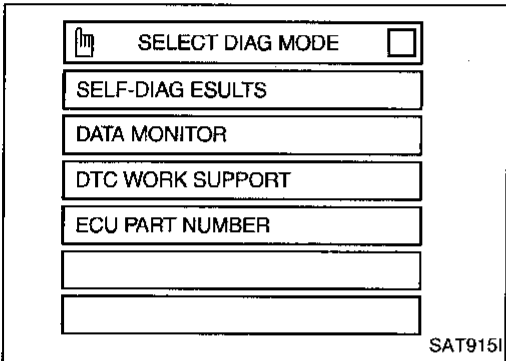 SELECT DIAG MODE
SELF-DIAG ESULTS
DATA MONITOR
DTC WORK SUPPORT
ECU PART NUMBER
SAT915I